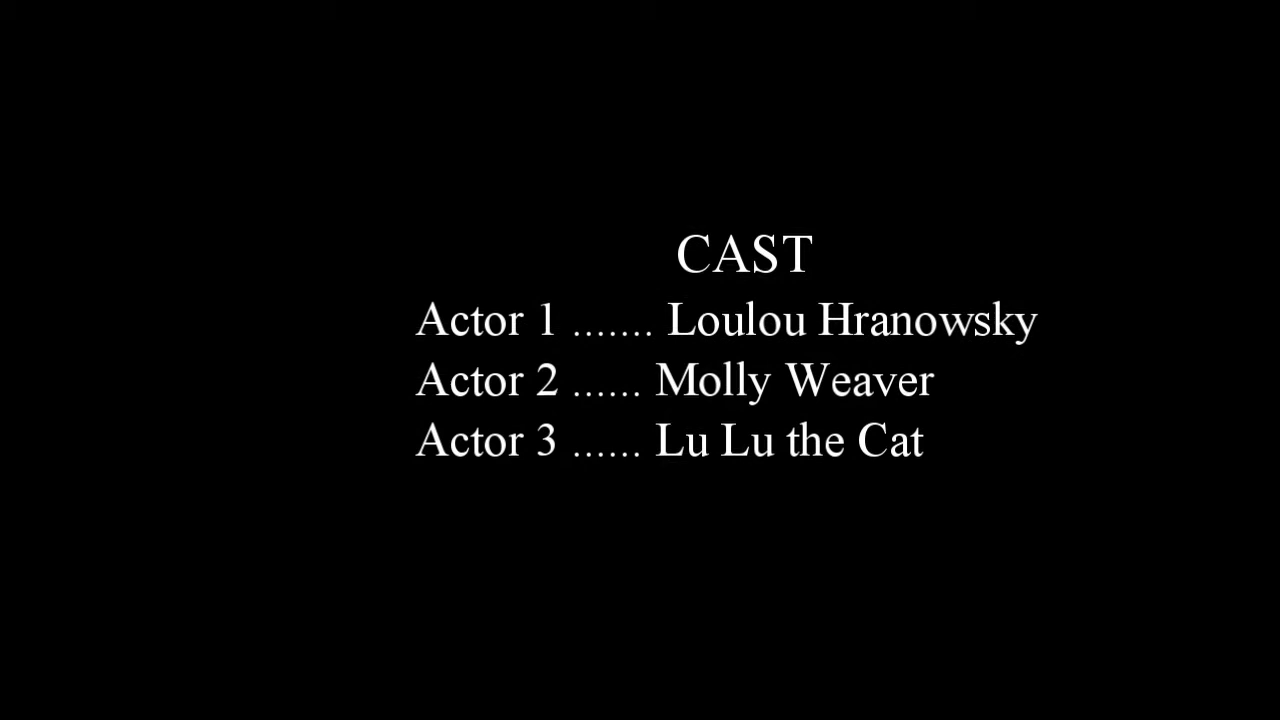 CAST
Actor 1 ....... Loulou Hranowsky
Actor 2 ...... Molly Weaver
Actor 3 ...... Lu Lu the Cat